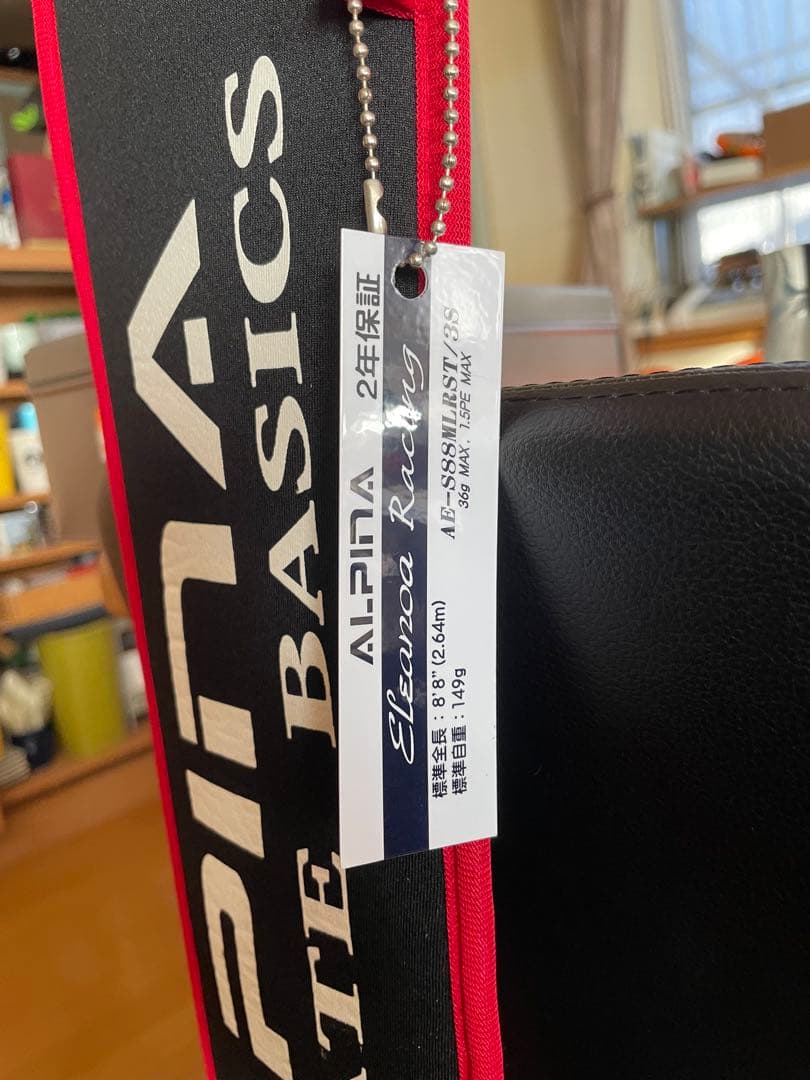 ALPINA 2年保証
Eleanoa Racing
AE-S88MLRST/3S
36g MAX, 1.5PE MAX
標準全長：8'8"(2.64m)
標準自重：149g
PINA
ATE BASICS